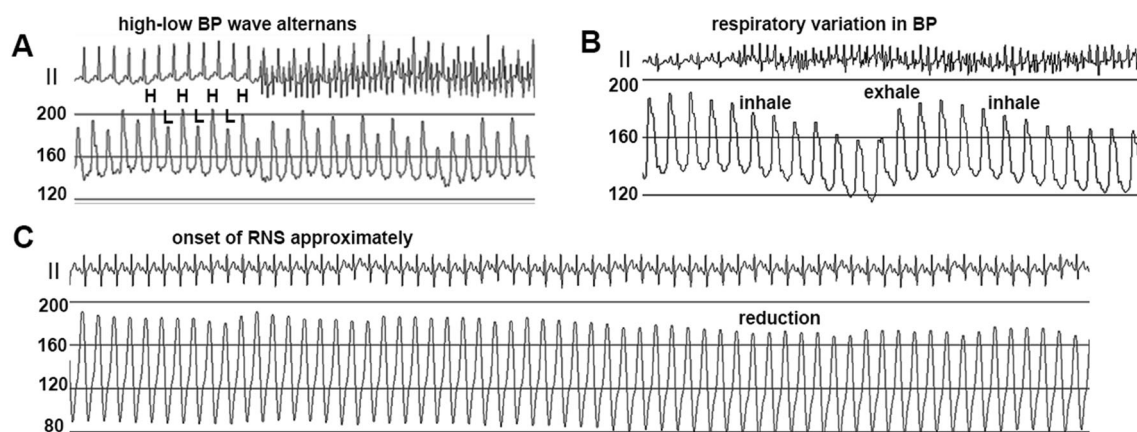 A
high-low BP wave alternans
II
H H H H
200
L L L
160
120
B
respiratory variation in BP
II
200
inhale exhale inhale
160
120
C
onset of RNS approximately
II
200
reduction
160
120
80